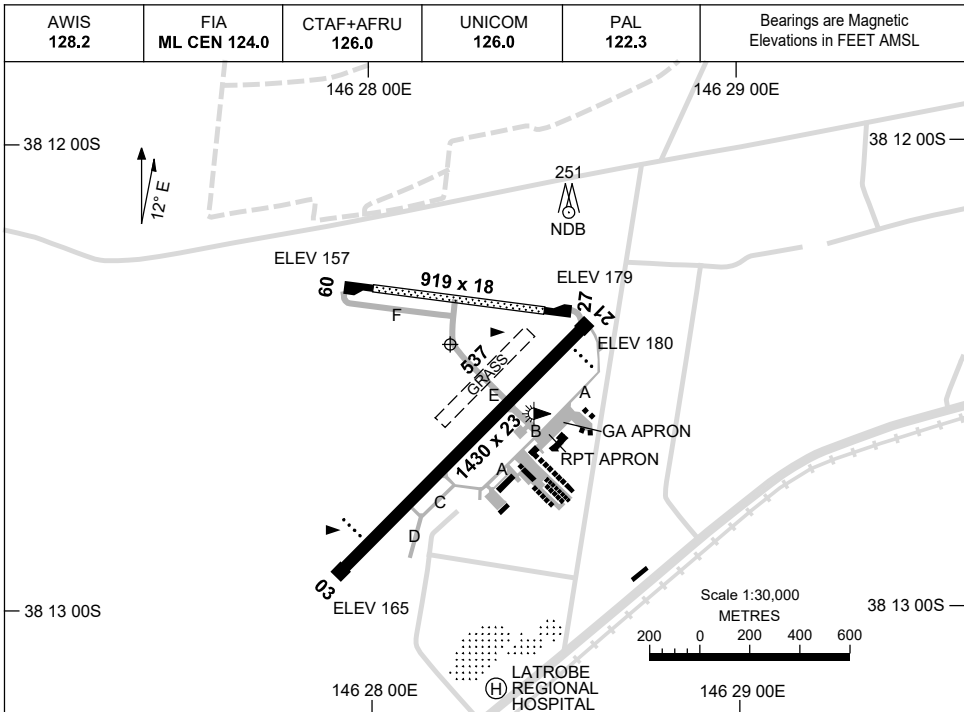 AWIS
128.2
FIA
ML CEN 124.0
CTAF+AFRU
126.0
UNICOM
126.0
PAL
122.3
Bearings are Magnetic
Elevations in FEET AMSL
146 28 00E
146 29 00E
38 12 00S
38 12 00S
12° E
251
NDB
ELEV 157
09
919 x 18
ELEV 179
27
21
ELEV 180
F
537
GRASS
E
A
1430 x 23
B
GA APRON
RPT APRON
A
C
D
03
ELEV 165
38 13 00S
38 13 00S
Scale 1:30,000
METRES
200 0 200 400 600
H
LATROBE
REGIONAL
HOSPITAL
146 28 00E
146 29 00E